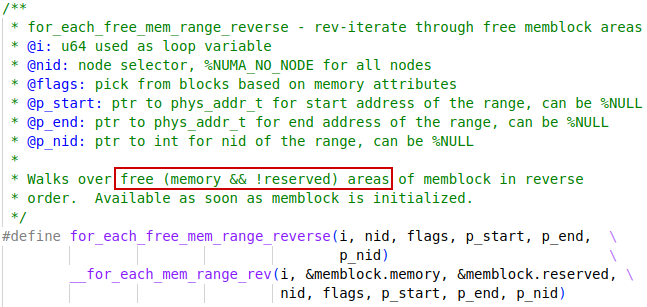 /**
 * for_each_free_mem_range_reverse - rev-iterate through free memblock areas
 * @i: u64 used as loop variable
 * @nid: node selector, %NUMA_NO_NODE for all nodes
 * @flags: pick from blocks based on memory attributes
 * @p_start: ptr to phys_addr_t for start address of the range, can be %NULL
 * @p_end: ptr to phys_addr_t for end address of the range, can be %NULL
 * @p_nid: ptr to int for nid of the range, can be %NULL
 *
 * Walks over free (memory && !reserved) areas of memblock in reverse
 * order.  Available as soon as memblock is initialized.
 */
#define for_each_free_mem_range_reverse(i, nid, flags, p_start, p_end,	\
					p_nid)				\
	__for_each_mem_range_rev(i, &memblock.memory, &memblock.reserved, \
				 nid, flags, p_start, p_end, p_nid)